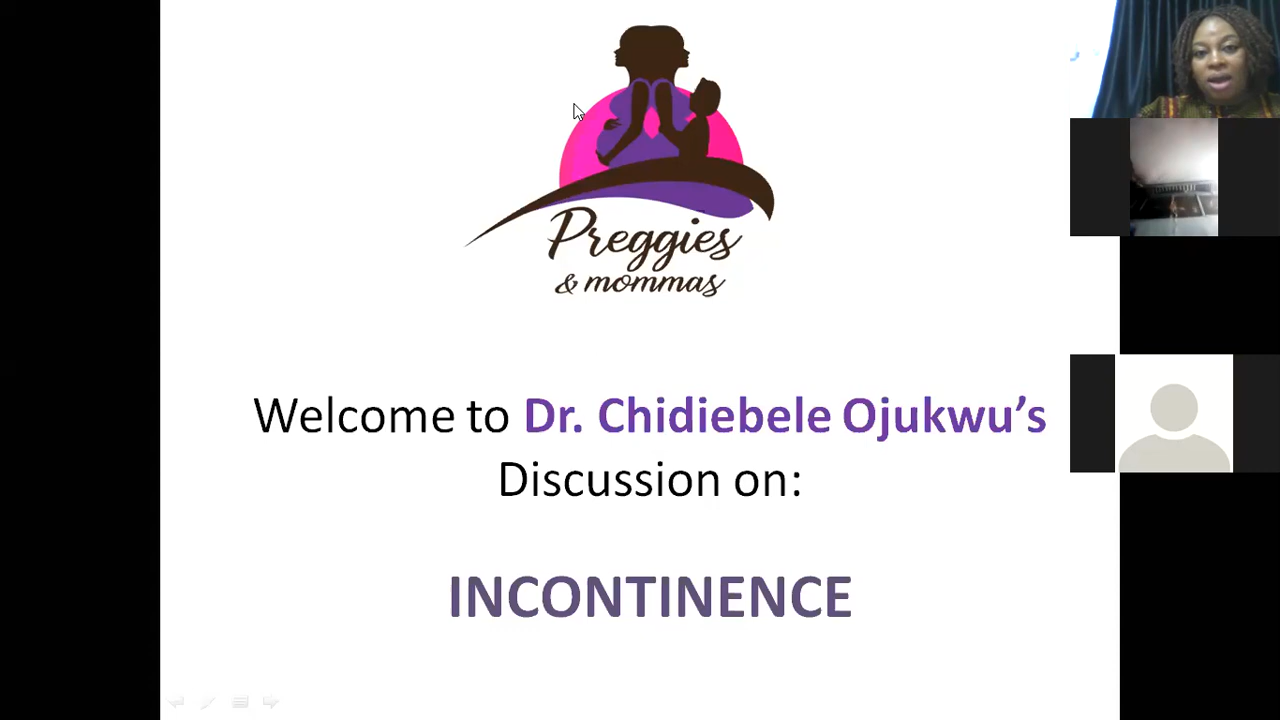 Preggies
& mommas
Welcome to Dr. Chidiebele Ojukwu's
Discussion on:
INCONTINENCE